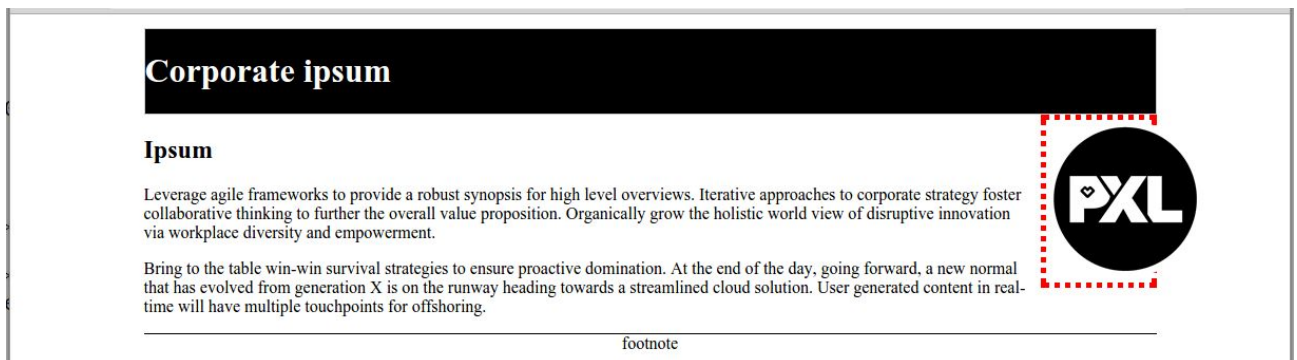 Corporate ipsum
Ipsum
Leverage agile frameworks to provide a robust synopsis for high level overviews. Iterative approaches to corporate strategy foster
collaborative thinking to further the overall value proposition. Organically grow the holistic world view of disruptive innovation
via workplace diversity and empowerment.
Bring to the table win-win survival strategies to ensure proactive domination. At the end of the day, going forward, a new normal
that has evolved from generation X is on the runway heading towards a streamlined cloud solution. User generated content in real-
time will have multiple touchpoints for offshoring.
PXL
footnote